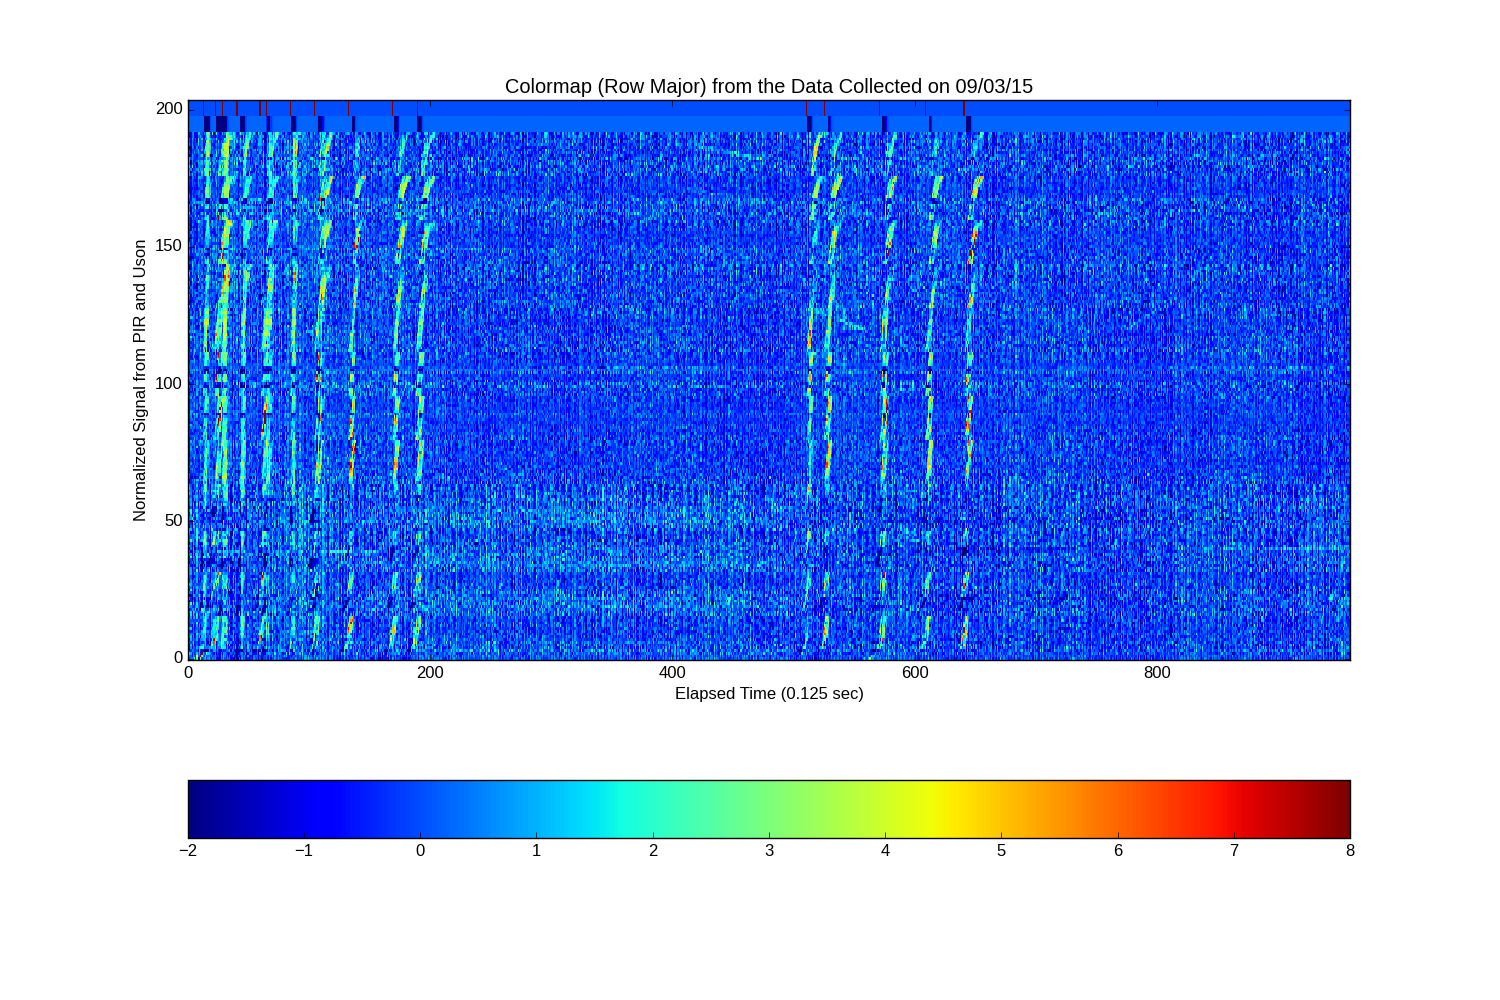 Colormap (Row Major) from the Data Collected on 09/03/15
Normalized Signal from PIR and Uson
200
150
100
50
0
0 200 400 600 800
Elapsed Time (0.125 sec)
−2 −1 0 1 2 3 4 5 6 7 8